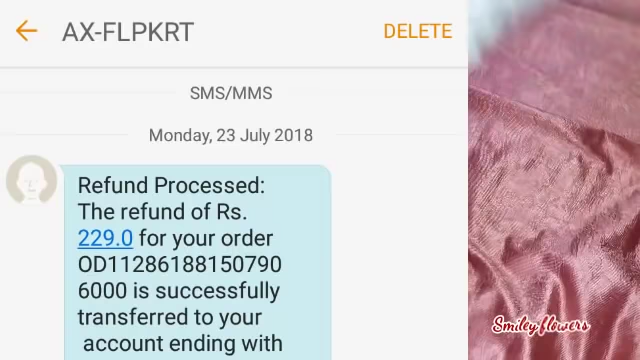 AX-FLPKRT
DELETE
SMS/MMS
Monday, 23 July 2018
Refund Processed:
The refund of Rs.
229.0 for your order
OD11286188150790
6000 is successfully
transferred to your
account ending with
Smiley flowers